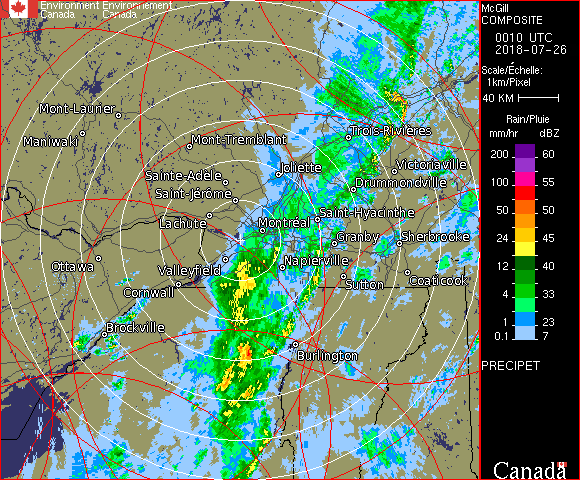 Environment Environnement
Canada Canada
Mont-Laurier
Maniwaki
Mont-Tremblant
Trois-Rivières
Sainte-Adèle
Joliette
Victoriaville
Saint-Jérôme
Drummondville
Lachute
Montréal
Saint-Hyacinthe
Granby
Sherbrooke
Ottawa
Valleyfield
Napierville
Cornwall
Sutton
Coaticook
Brockville
Burlington
McGill
COMPOSITE
0010 UTC
2018-07-26
Scale/Échelle:
1km/Pixel
40 KM
Rain/Pluie
mm/hr dBZ
200 60
100 55
50 50
24 45
12 40
4 33
1 23
0.1 7
PRECIPET
Canada